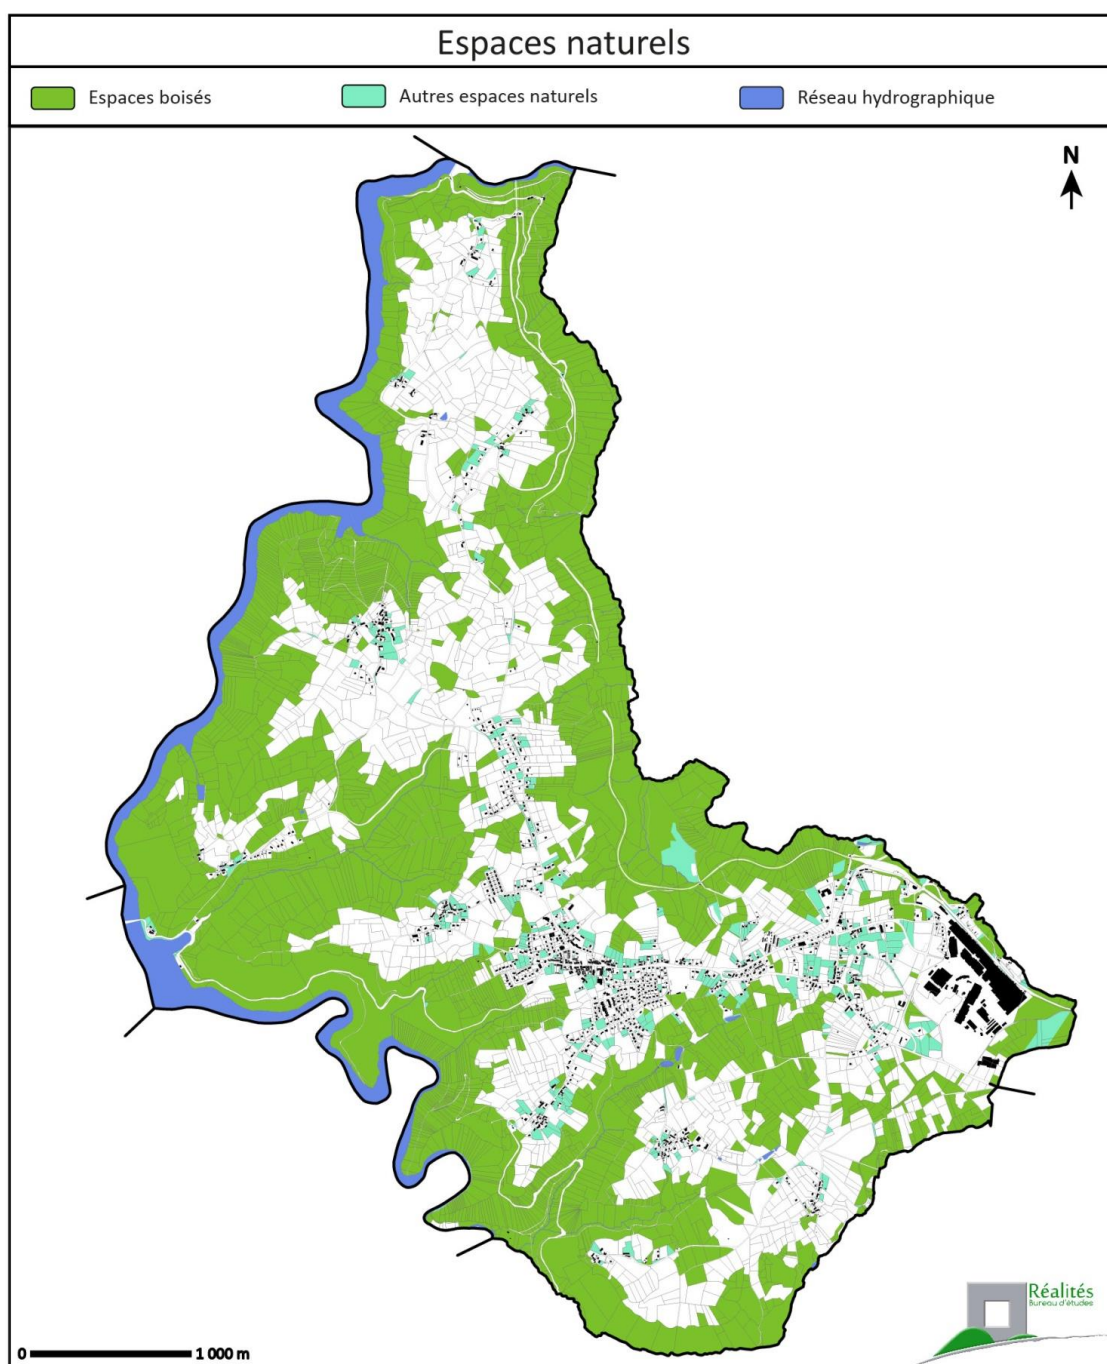 Espaces naturels
Espaces boisés
Autres espaces naturels
Réseau hydrographique
N
Réalités
Bureau d'études
0 1 000 m